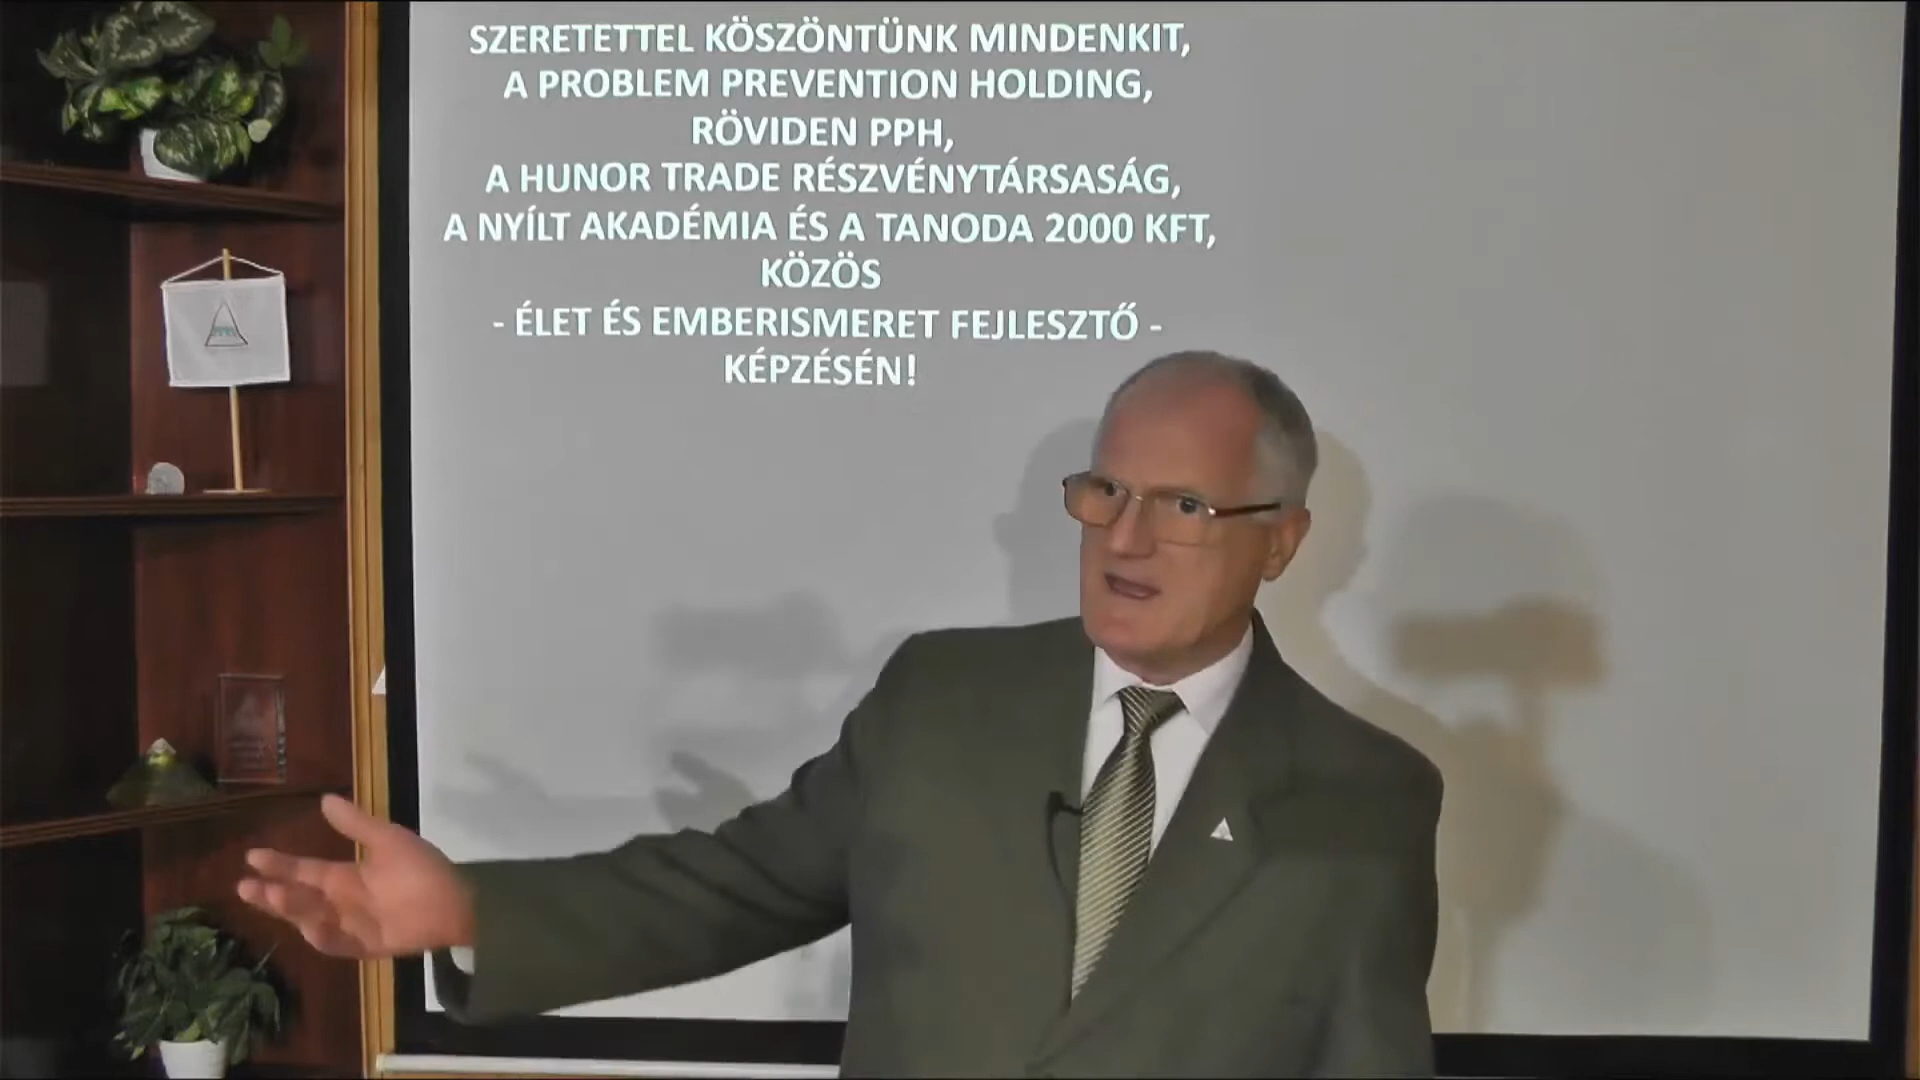 SZERETETTEL KÖSZÖNTÜNK MINDENKIT,
A PROBLEM PREVENTION HOLDING,
RÖVIDEN PPH,
A HUNOR TRADE RÉSZVÉNYTÁRSASÁG,
A NYÍLT AKADÉMIA ÉS A TANODA 2000 KFT,
KÖZÖS
- ÉLET ÉS EMBERISMERET FEJLESZTŐ -
KÉPZÉSÉN!